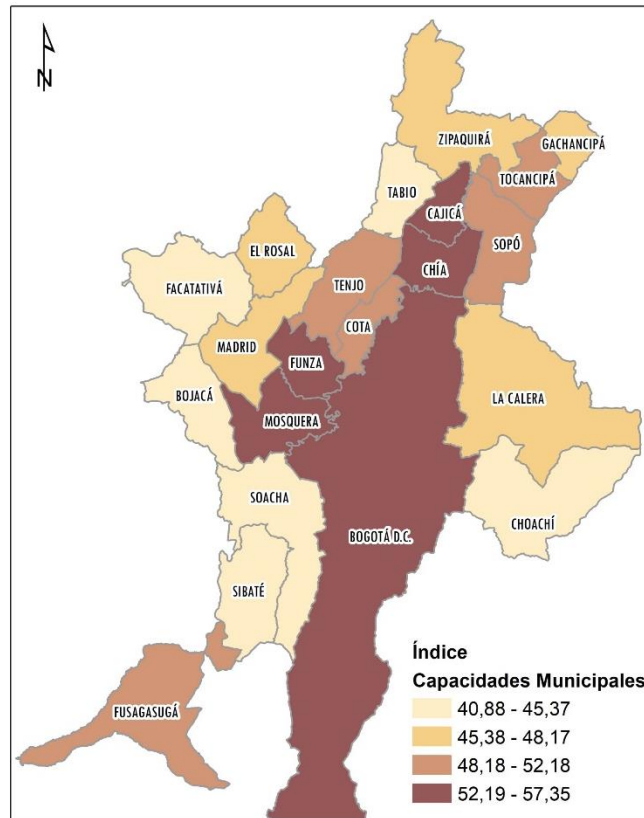 N
ZIPAQUIRÁ
GACHANCIPÁ
TOCANCIPÁ
TABIO
CAJICÁ
SOPÓ
EL ROSAL
CHÍA
TENJO
FACATATIVÁ
COTA
MADRID
FUNZA
BOJACÁ
LA CALERA
MOSQUERA
SOACHA
CHOACHÍ
BOGOTÁ D.C.
SIBATÉ
FUSAGASUGÁ
Índice
Capacidades Municipales
40,88 - 45,37
45,38 - 48,17
48,18 - 52,18
52,19 - 57,35